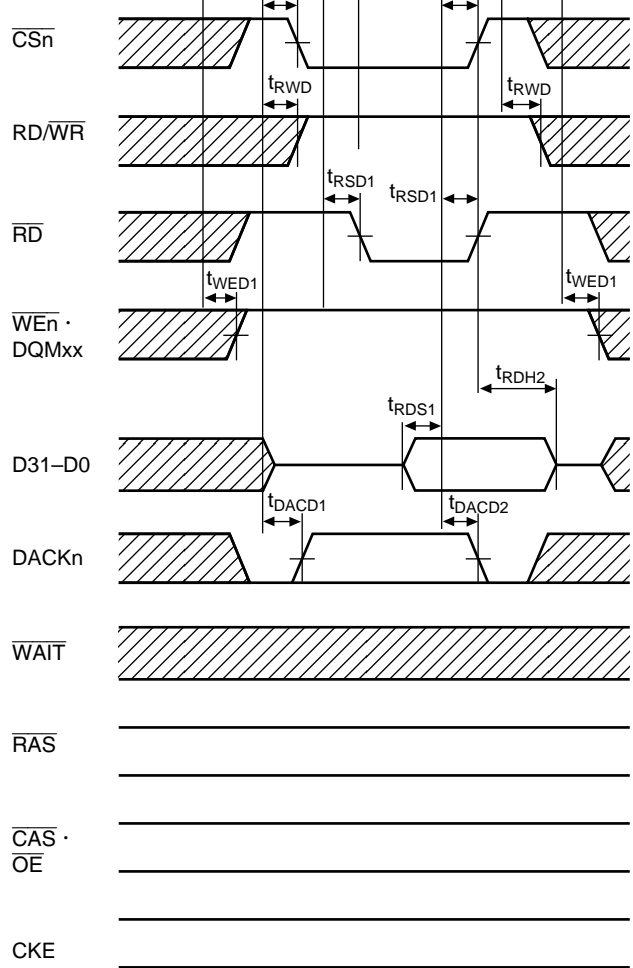 CSn
tRWD tRWD
RD/WR
tRSD1 tRSD1
RD
tWED1 tWED1
WEn ·
DQMxx
tRDH2
tRDS1
D31–D0
tDACD1 tDACD2
DACKn
WAIT
RAS
CAS ·
OE
CKE